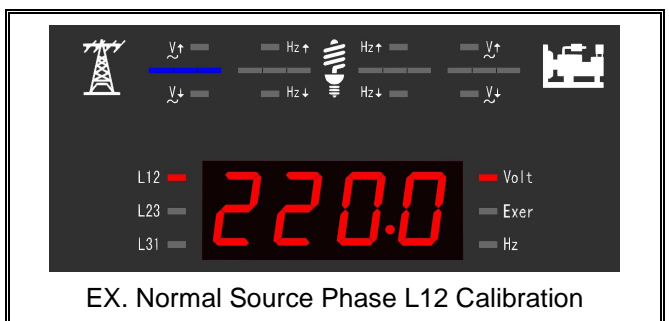 V↑ Hz↑ Hz↑ V↑
V↓ Hz↓ Hz↓ V↓
L12 220.0 Volt
L23 Exer
L31 Hz
EX. Normal Source Phase L12 Calibration